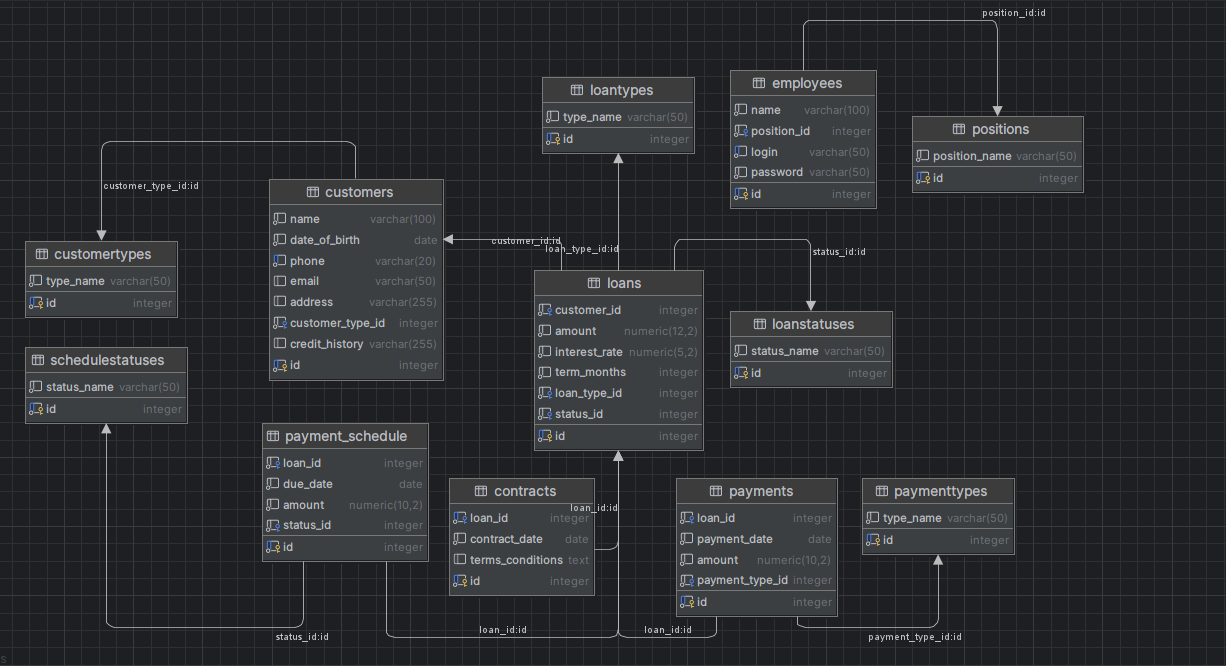 position_id:id
employees
name varchar(100)
position_id integer
login varchar(50)
password varchar(50)
id integer
positions
position_name varchar(50)
id integer
loantypes
type_name varchar(50)
id integer
customer_type_id:id
customers
name varchar(100)
date_of_birth date
phone varchar(20)
email varchar(50)
address varchar(255)
customer_type_id integer
credit_history varchar(255)
id integer
customertypes
type_name varchar(50)
id integer
customer_id:id
loan_type_id:id
status_id:id
loans
customer_id integer
amount numeric(12,2)
interest_rate numeric(5,2)
term_months integer
loan_type_id integer
status_id integer
id integer
loanstatuses
status_name varchar(50)
id integer
schedulestatuses
status_name varchar(50)
id integer
payment_schedule
loan_id integer
due_date date
amount numeric(10,2)
status_id integer
id integer
contracts
loan_id integer
contract_date date
terms_conditions text
id integer
loan_id:id
payments
loan_id integer
payment_date date
amount numeric(10,2)
payment_type_id integer
id integer
paymenttypes
type_name varchar(50)
id integer
status_id:id
loan_id:id
loan_id:id
payment_type_id:id